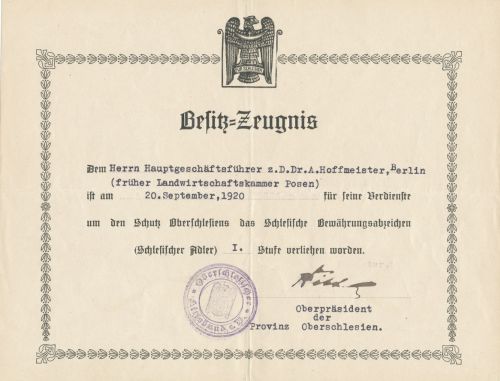 Besitz-Zeugnis
Dem Herrn Hauptgeschäftsführer z.D.Dr.A.Hoffmeister,Berlin
(früher Landwirtschaftskammer Posen)
ist am 20.September,1920 für seine Verdienste
um den Schutz Oberschlesiens das Schlesische Bewährungsabzeichen
(Schlesischer Adler) I. Stufe verliehen worden.
Oberschlesischer
Oberpräsident
der
Provinz Oberschlesien.